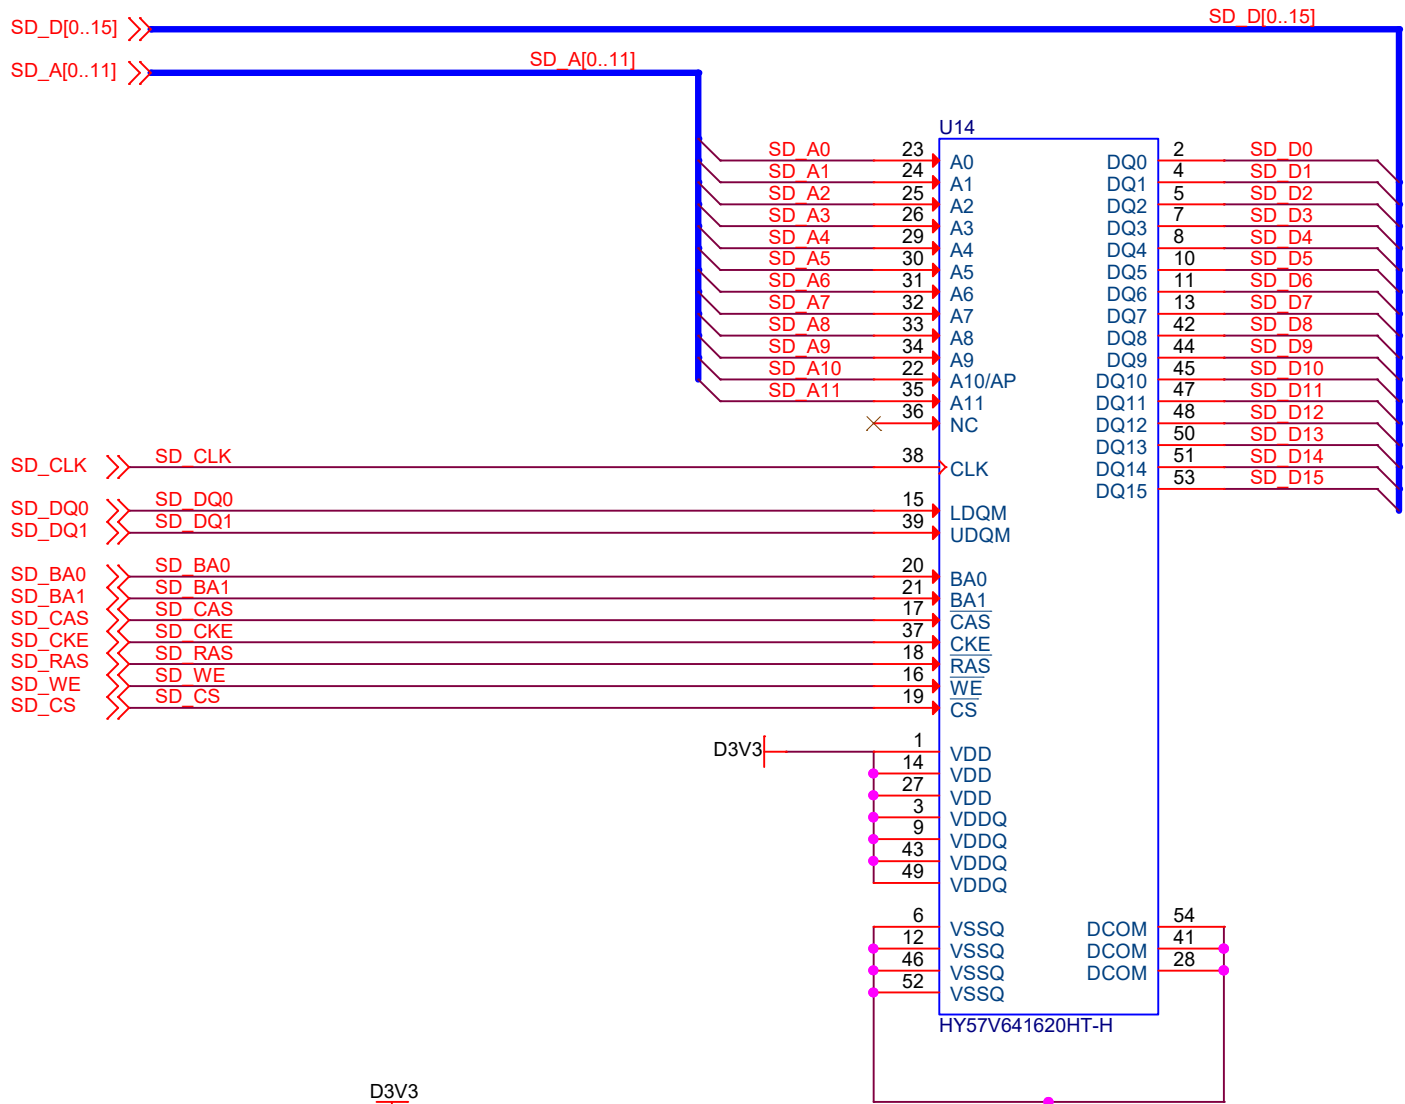 SD_D[0..15] SD_D[0..15]
SD_A[0..11] SD_A[0..11]
U14
SD_A0 23 A0 DQ0 2 SD_D0
SD_A1 24 A1 DQ1 4 SD_D1
SD_A2 25 A2 DQ2 5 SD_D2
SD_A3 26 A3 DQ3 7 SD_D3
SD_A4 29 A4 DQ4 8 SD_D4
SD_A5 30 A5 DQ5 10 SD_D5
SD_A6 31 A6 DQ6 11 SD_D6
SD_A7 32 A7 DQ7 13 SD_D7
SD_A8 33 A8 DQ8 42 SD_D8
SD_A9 34 A9 DQ9 44 SD_D9
SD_A10 22 A10/AP DQ10 45 SD_D10
SD_A11 35 A11 DQ11 47 SD_D11
36 NC DQ12 48 SD_D12
DQ13 50 SD_D13
SD_CLK SD_CLK 38 CLK DQ14 51 SD_D14
DQ15 53 SD_D15
SD_DQ0 SD_DQ0 15 LDQM
SD_DQ1 SD_DQ1 39 UDQM
SD_BA0 SD_BA0 20 BA0
SD_BA1 SD_BA1 21 BA1
SD_CAS SD_CAS 17 CAS
SD_CKE SD_CKE 37 CKE
SD_RAS SD_RAS 18 RAS
SD_WE SD_WE 16 WE
SD_CS SD_CS 19 CS
D3V3 1 VDD
14 VDD
27 VDD
3 VDDQ
9 VDDQ
43 VDDQ
49 VDDQ
6 VSSQ DCOM 54
12 VSSQ DCOM 41
46 VSSQ DCOM 28
52 VSSQ
HY57V641620HT-H
D3V3